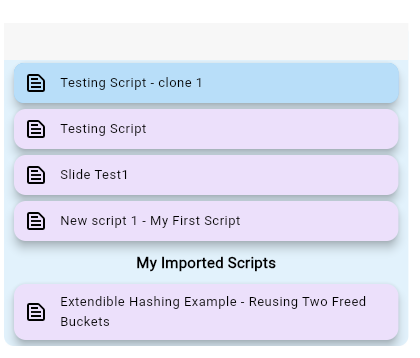 Testing Script - clone 1
Testing Script
Slide Test1
New script 1 - My First Script
My Imported Scripts
Extendible Hashing Example - Reusing Two Freed
Buckets